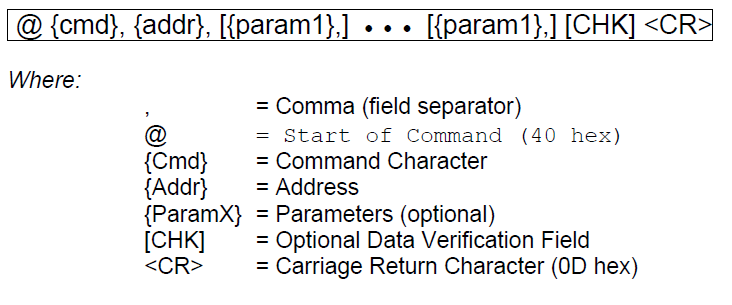 @ {cmd}, {addr}, [{param1},] • • • [{param1},] [CHK] <CR>
Where:
, = Comma (field separator)
@ = Start of Command (40 hex)
{Cmd} = Command Character
{Addr} = Address
{ParamX} = Parameters (optional)
[CHK] = Optional Data Verification Field
<CR> = Carriage Return Character (0D hex)